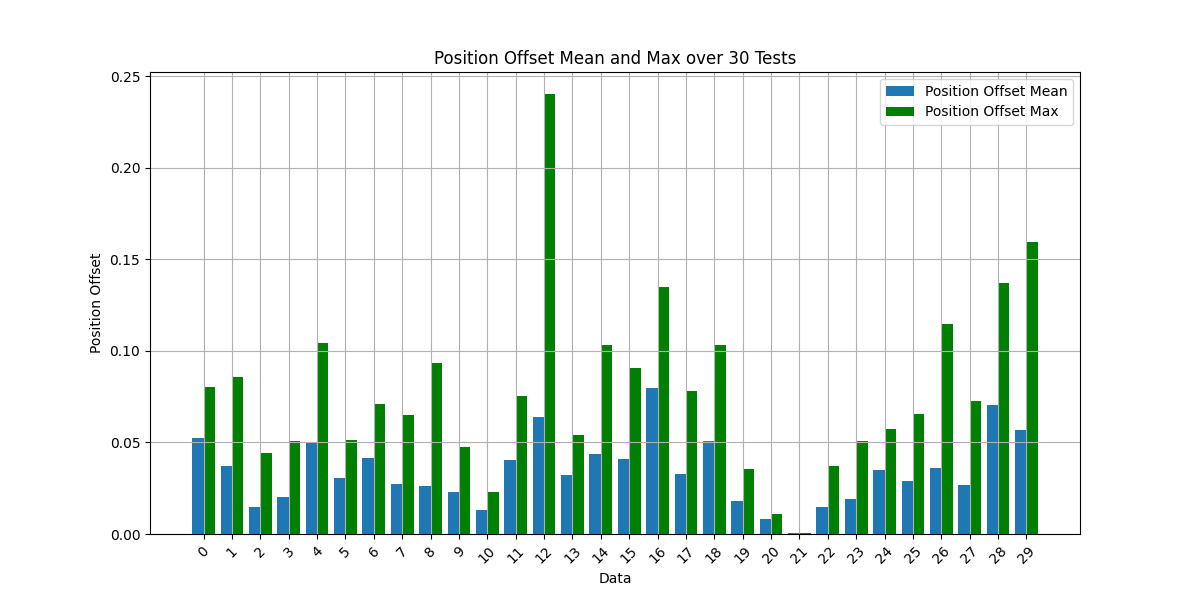 Position Offset Mean and Max over 30 Tests
Position Offset Mean
Position Offset Max
Position Offset
0.25
0.20
0.15
0.10
0.05
0.00
0 1 2 3 4 5 6 7 8 9 10 11 12 13 14 15 16 17 18 19 20 21 22 23 24 25 26 27 28 29
Data